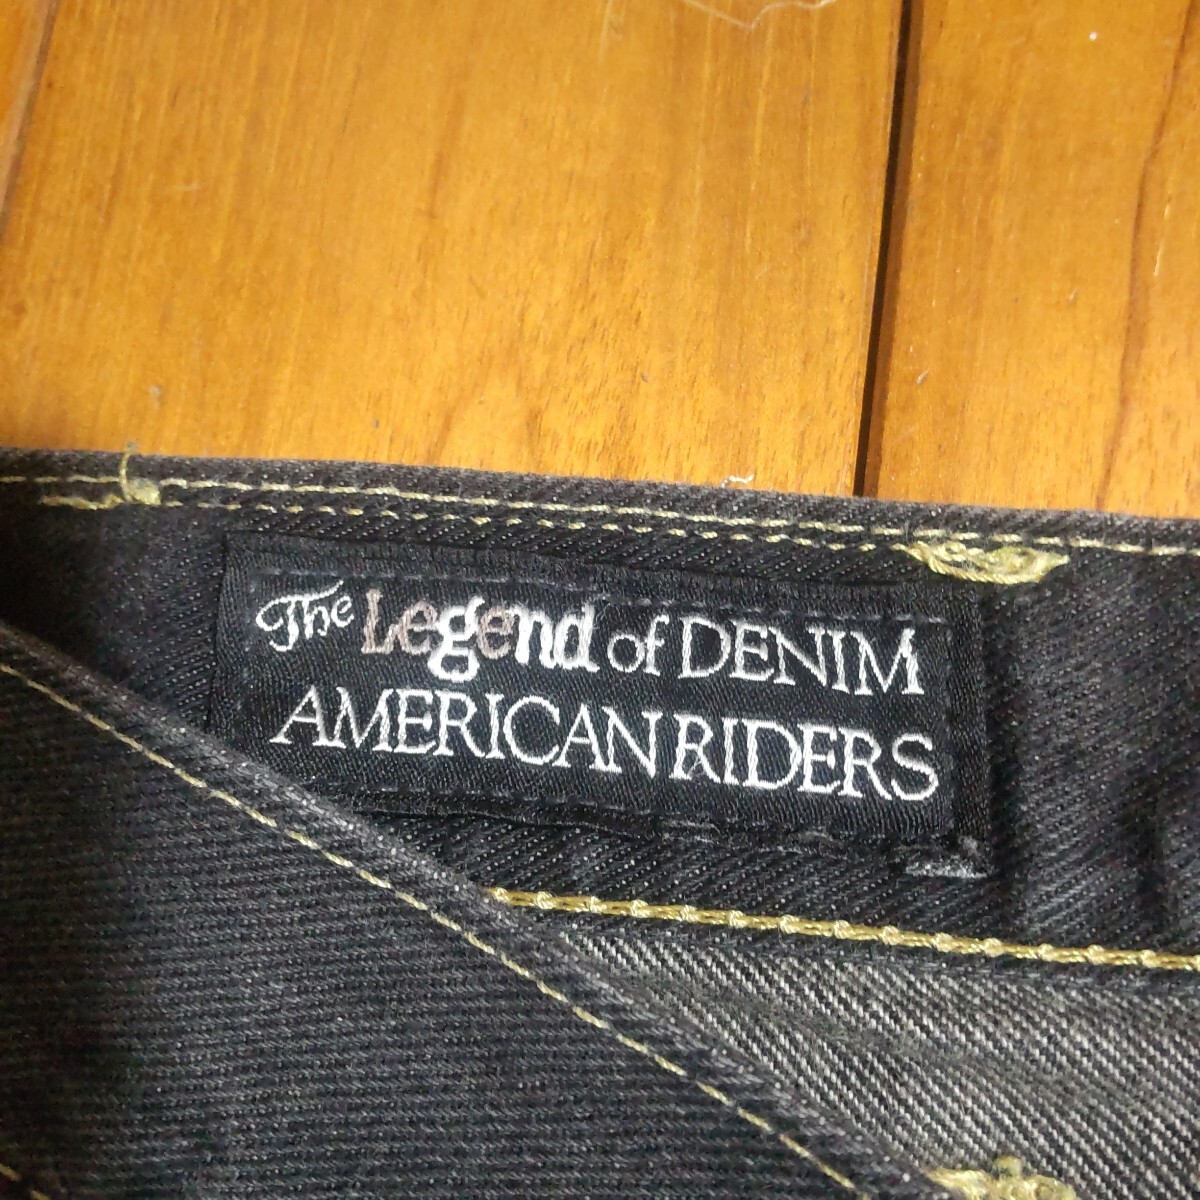 The Legend of DENIM
AMERICAN RIDERS